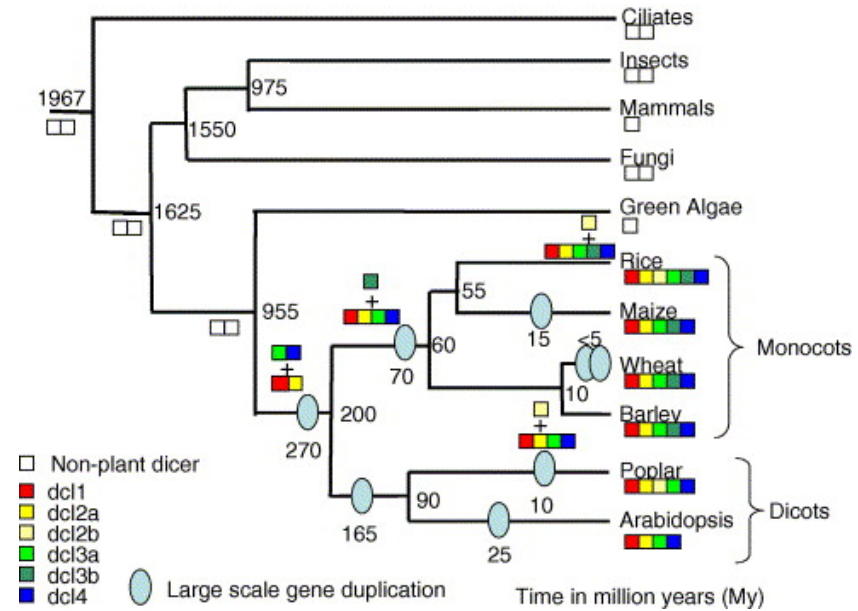 Ciliates
Insects
975
Mammals
1967
1550
Fungi
1625
Green Algae
+
Rice
55
+
955
Maize
15
<5
60
Monocots
Wheat
70
+
10
200
+
Barley
270
Non-plant dicer
Poplar
dcl1
90
10
Dicots
dcl2a
165
Arabidopsis
dcl2b
25
dcl3a
dcl3b
Large scale gene duplication
Time in million years (My)
dcl4